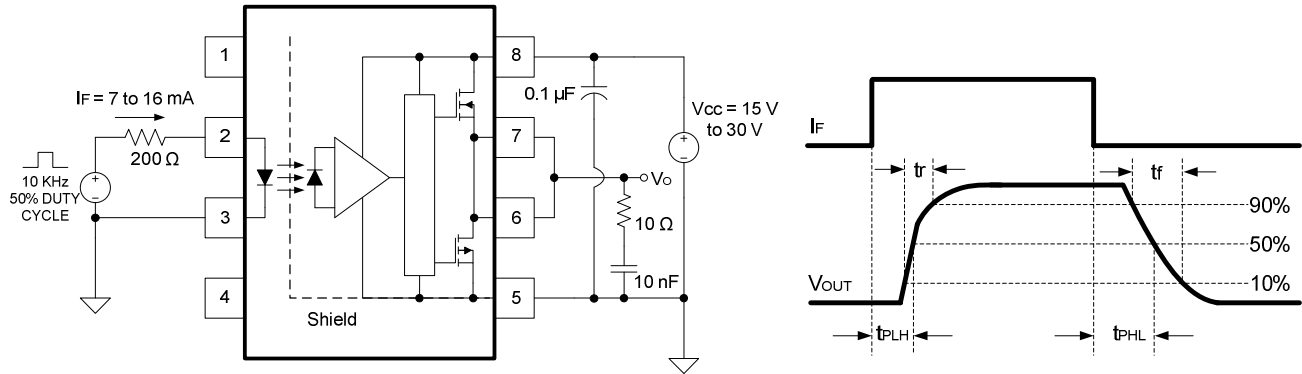 1
2
3
4
8
7
6
5
IF = 7 to 16 mA
200 Ω
10 KHz
50% DUTY
CYCLE
Shield
0.1 µF
Vcc = 15 V
to 30 V
VO
10 Ω
10 nF
IF
tr
tf
90%
50%
10%
VOUT
tPLH
tPHL